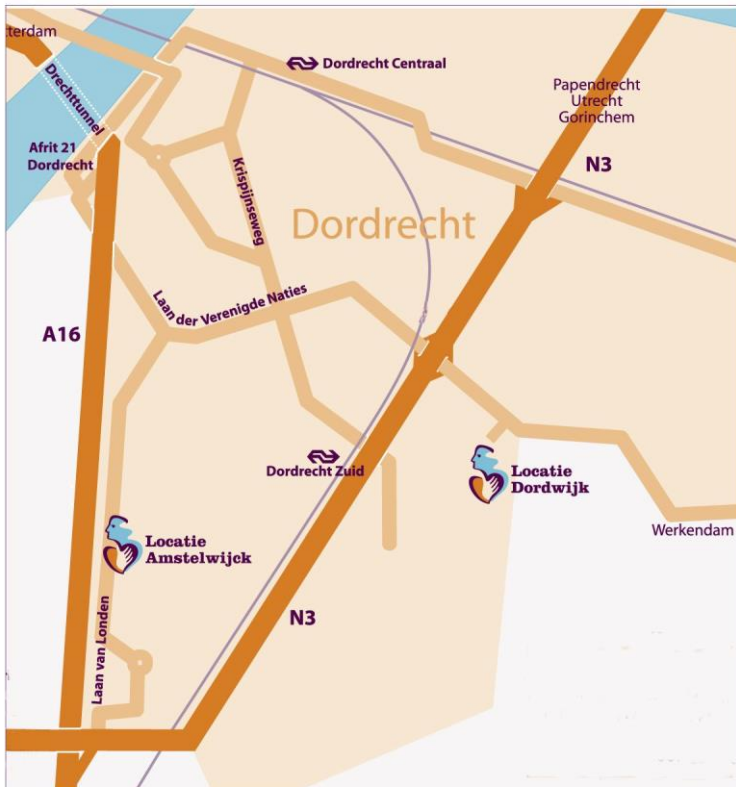 tterdam
Drechttunnel
Dordrecht Centraal
Papendrecht
Utrecht
Gorinchem
Afrit 21
Dordrecht
N3
Krispijnseweg
Dordrecht
Laan der Verenigde Naties
A16
Dordrecht Zuid
Locatie
Dordwijk
Werkendam
Locatie
Amstelwijck
N3
Laan van Londen